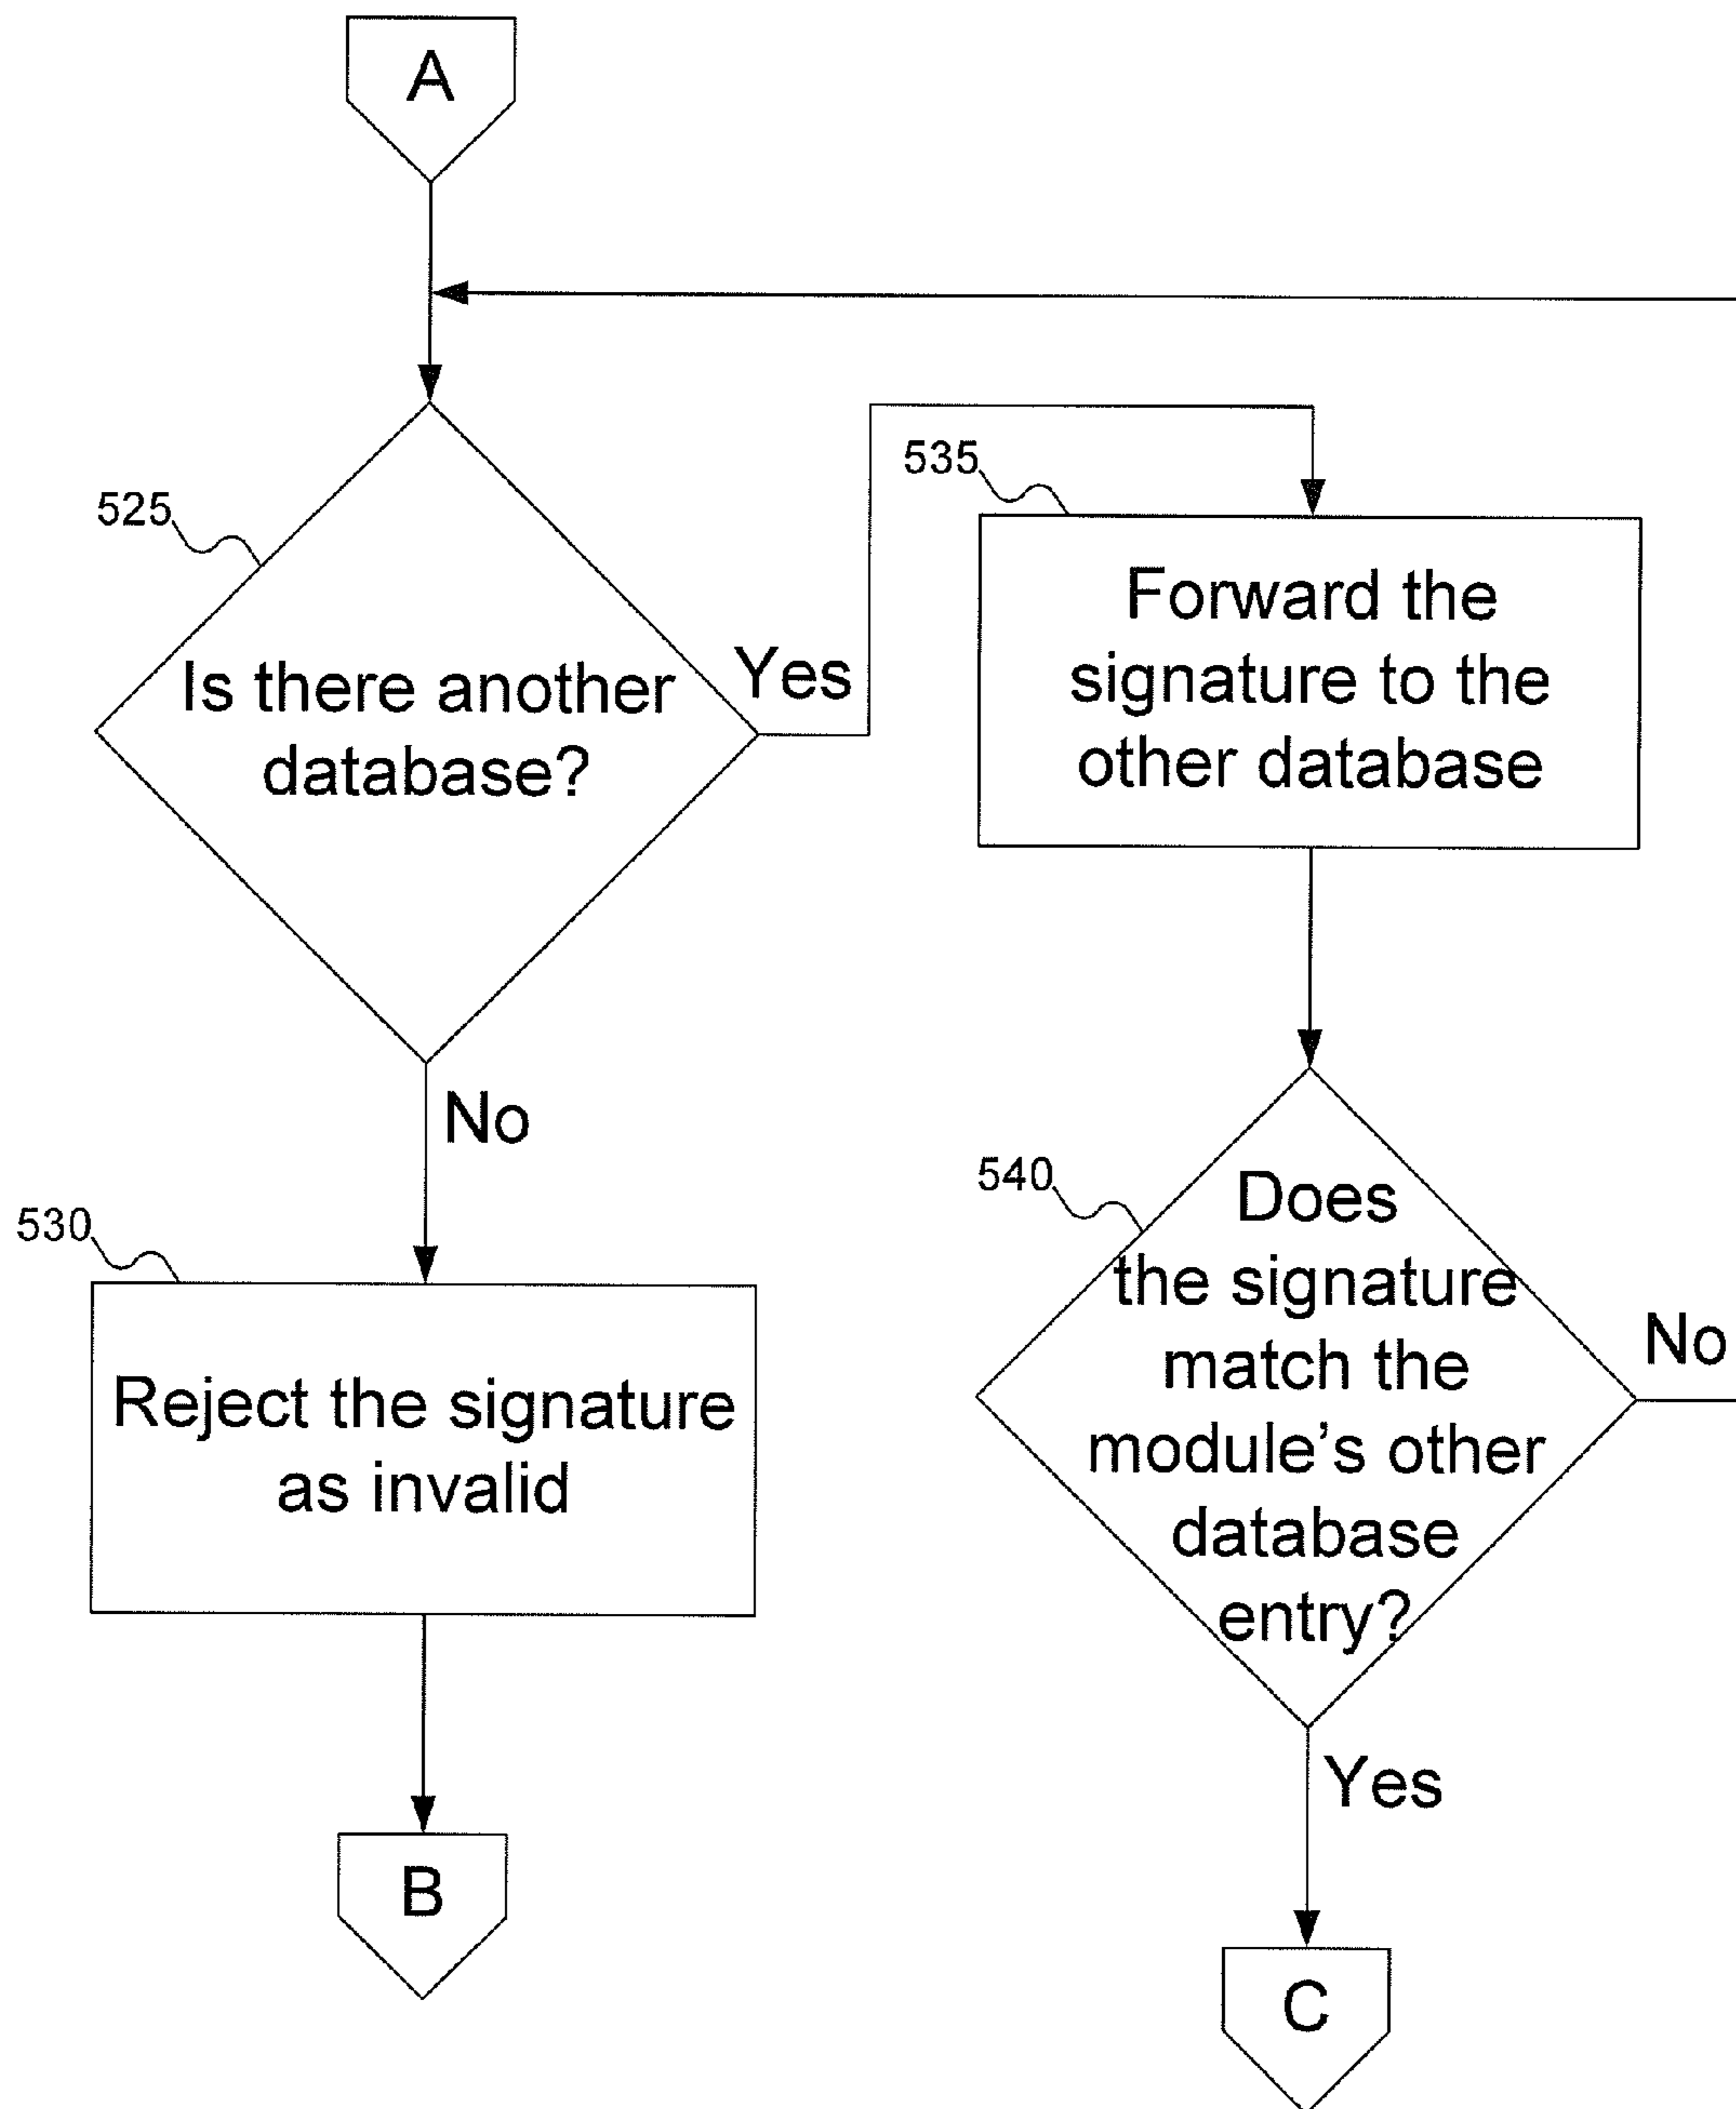 A
525
Is there another
database?
Yes
535
Forward the
signature to the
other database
No
530
Reject the signature
as invalid
B
540
Does
the signature
match the
module's other
database
entry?
No
Yes
C